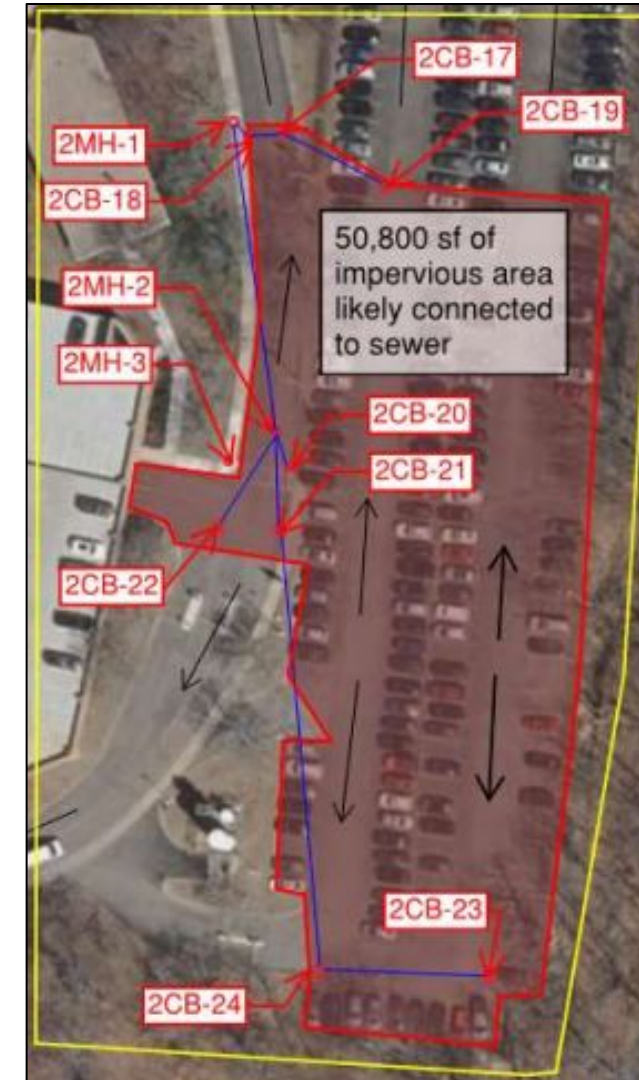 2CB-17
2CB-19
2MH-1
2CB-18
50,800 sf of
impervious area
likely connected
to sewer
2MH-2
2MH-3
2CB-20
2CB-21
2CB-22
2CB-23
2CB-24